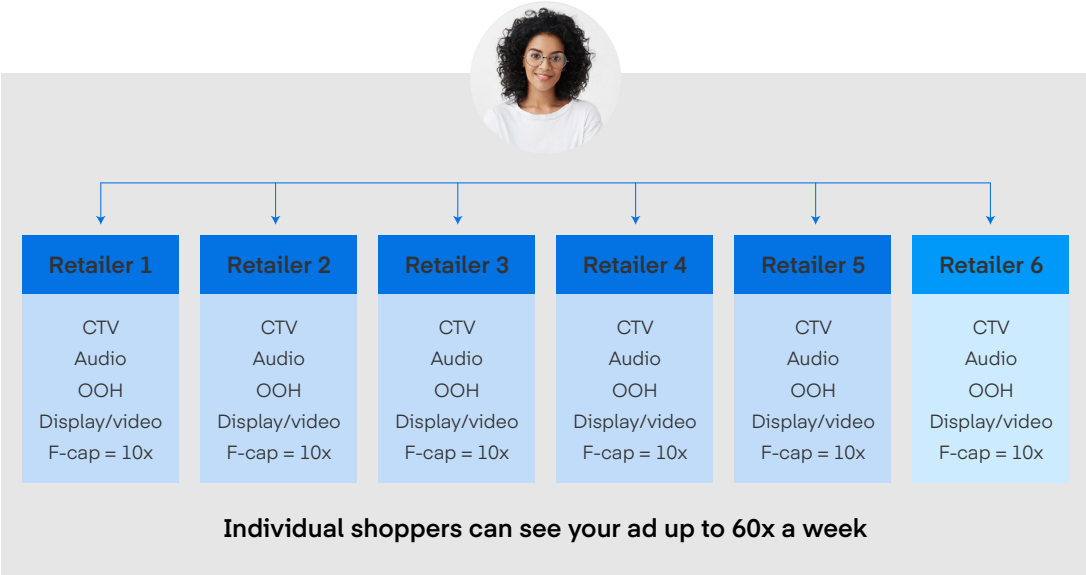 Retailer 1
CTV
Audio
OOH
Display/video
F-cap = 10x
Retailer 2
CTV
Audio
OOH
Display/video
F-cap = 10x
Retailer 3
CTV
Audio
OOH
Display/video
F-cap = 10x
Retailer 4
CTV
Audio
OOH
Display/video
F-cap = 10x
Retailer 5
CTV
Audio
OOH
Display/video
F-cap = 10x
Retailer 6
CTV
Audio
OOH
Display/video
F-cap = 10x
Individual shoppers can see your ad up to 60x a week